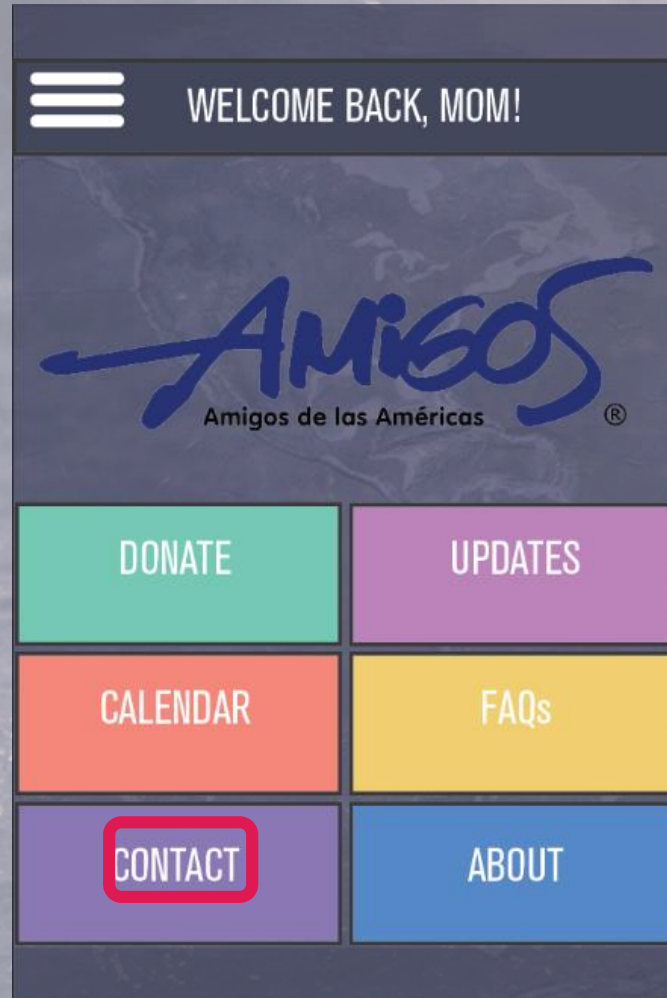 WELCOME BACK, MOM!
AMiGOS
Amigos de las Américas ®
DONATE
UPDATES
CALENDAR
FAQs
CONTACT
ABOUT